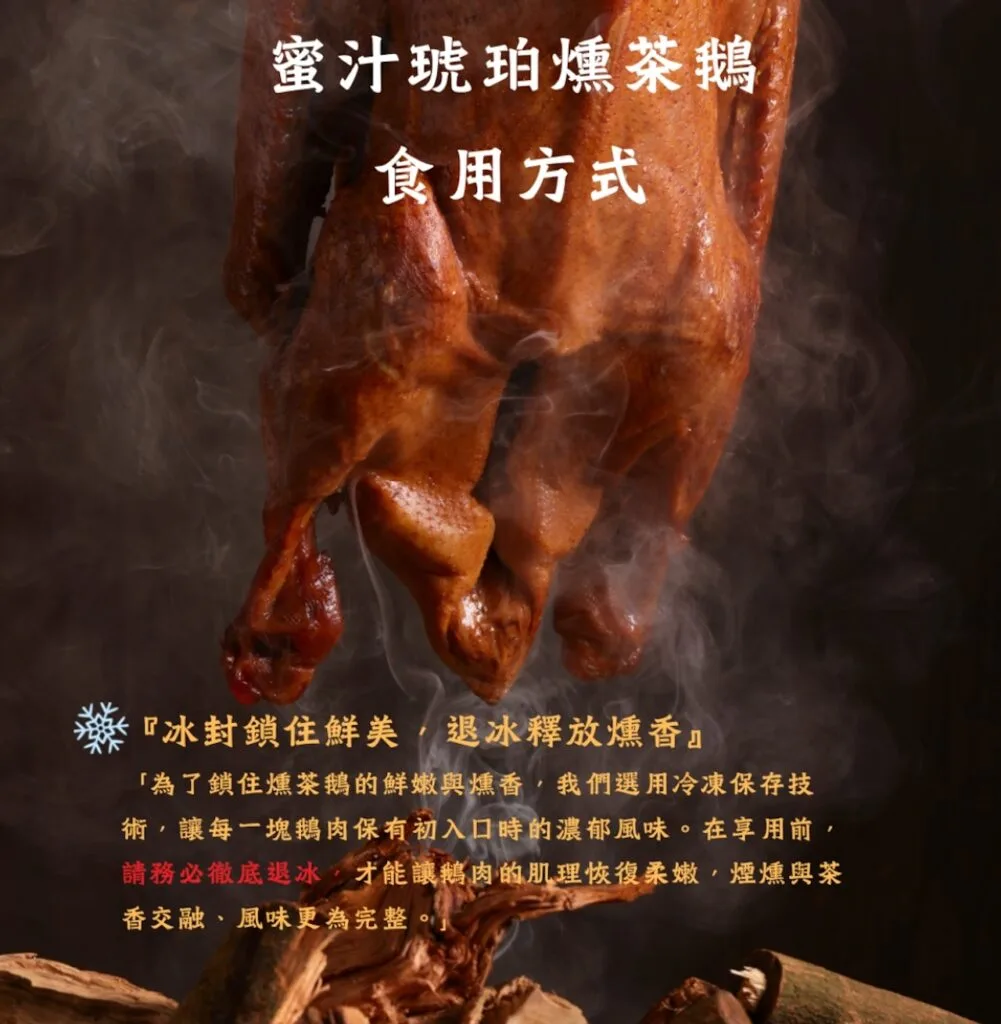 蜜汁琥珀燻茶鵝
食用方式
『冰封鎖住鮮美，退冰釋放燻香』
「為了鎖住燻茶鵝的鮮嫩與燻香，我們選用冷凍保存技
術，讓每一塊鵝肉保有初入口時的濃郁風味。在享用前，
請務必徹底退冰，才能讓鵝肉的肌理恢復柔嫩，煙燻與茶
香交融、風味更為完整。」